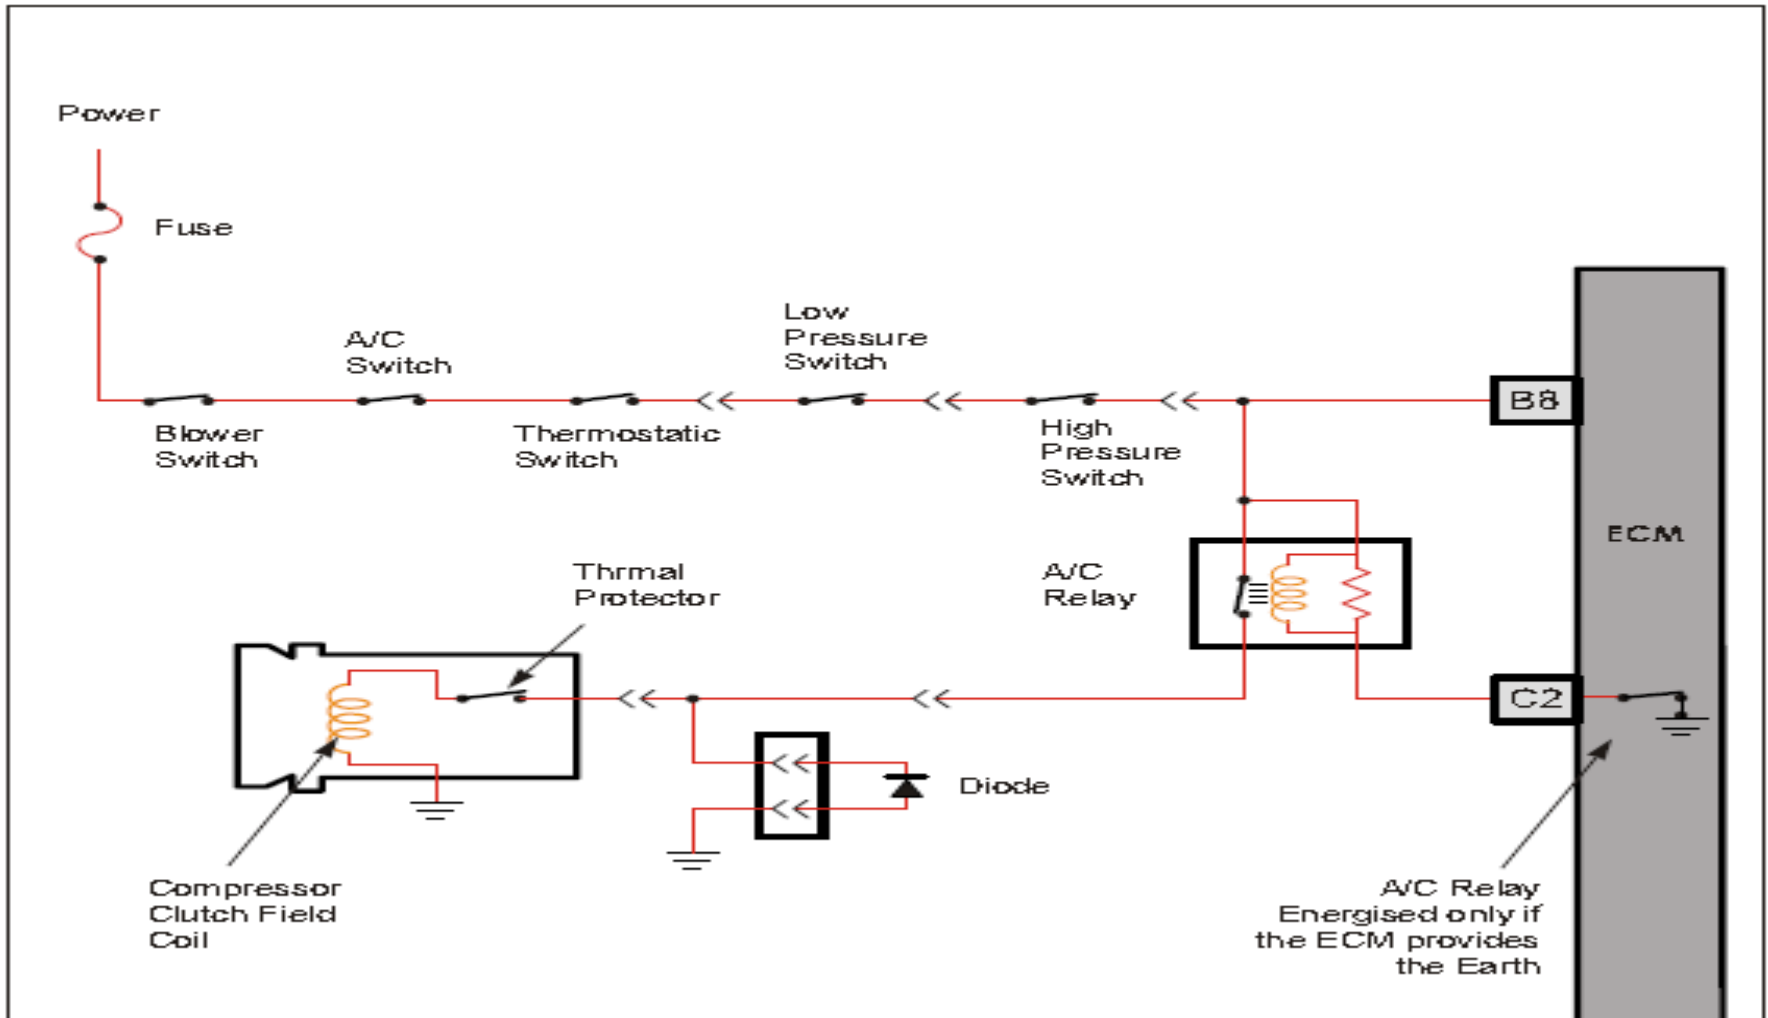 Power
Fuse
A/C
Switch
Low
Pressure
Switch
Blower
Switch
Thermostatic
Switch
High
Pressure
Switch
B8
ECM
Thrmal
Protector
A/C
Relay
C2
Diode
Compressor
Clutch Field
Coil
A/C Relay
Energised only if
the ECM provides
the Earth